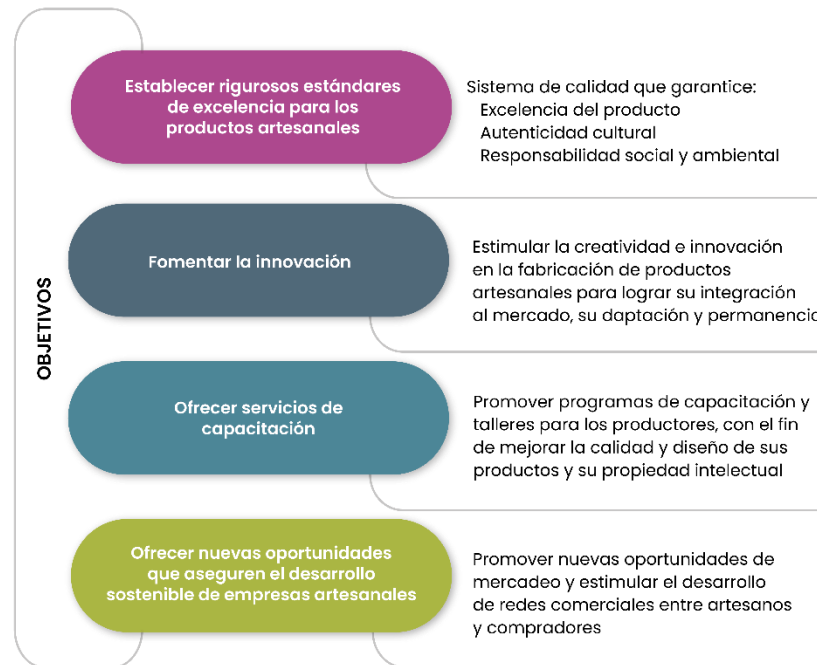 OBJETIVOS
Establecer rigurosos estándares
de excelencia para los
productos artesanales
Sistema de calidad que garantice:
Excelencia del producto
Autenticidad cultural
Responsabilidad social y ambiental
Fomentar la innovación
Estimular la creatividad e innovación
en la fabricación de productos
artesanales para lograr su integración
al mercado, su daptación y permanencia
Ofrecer servicios de
capacitación
Promover programas de capacitación y
talleres para los productores, con el fin
de mejorar la calidad y diseño de sus
productos y su propiedad intelectual
Ofrecer nuevas oportunidades
que aseguren el desarrollo
sostenible de empresas artesanales
Promover nuevas oportunidades de
mercadeo y estimular el desarrollo
de redes comerciales entre artesanos
y compradores